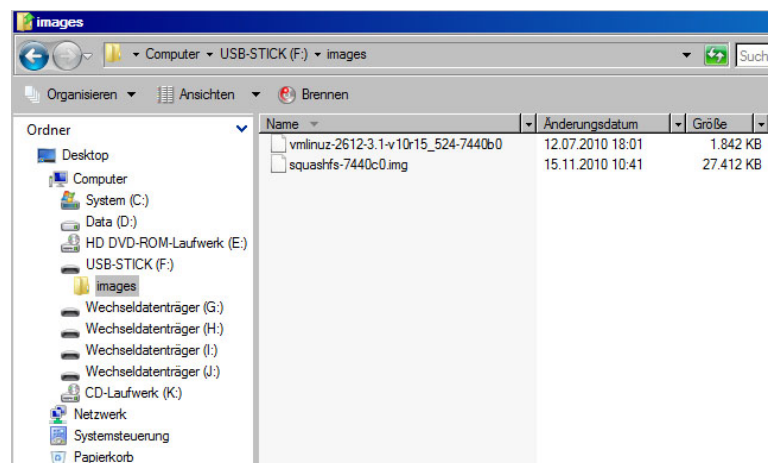 images
Computer USB-STICK (F:) images
Such
Organisieren Ansichten Brennen
Ordner
Name Änderungsdatum Größe
vmlinuz-2612-3.1-v10r15_524-7440b0 12.07.2010 18:01 1.842 KB
squashfs-7440c0.img 15.11.2010 10:41 27.412 KB
Desktop
Computer
System (C:)
Data (D:)
HD DVD-ROM-Laufwerk (E:)
USB-STICK (F:)
images
Wechseldatenträger (G:)
Wechseldatenträger (H:)
Wechseldatenträger (I:)
Wechseldatenträger (J:)
CD-Laufwerk (K:)
Netzwerk
Systemsteuerung
Papierkorb